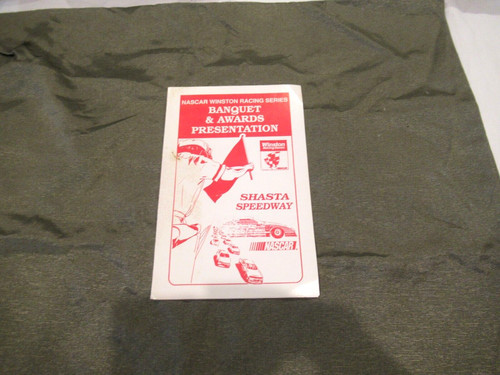 NASCAR WINSTON RACING SERIES
BANQUET
& AWARDS
PRESENTATION
Winston
SHASTA
SPEEDWAY
NASCAR